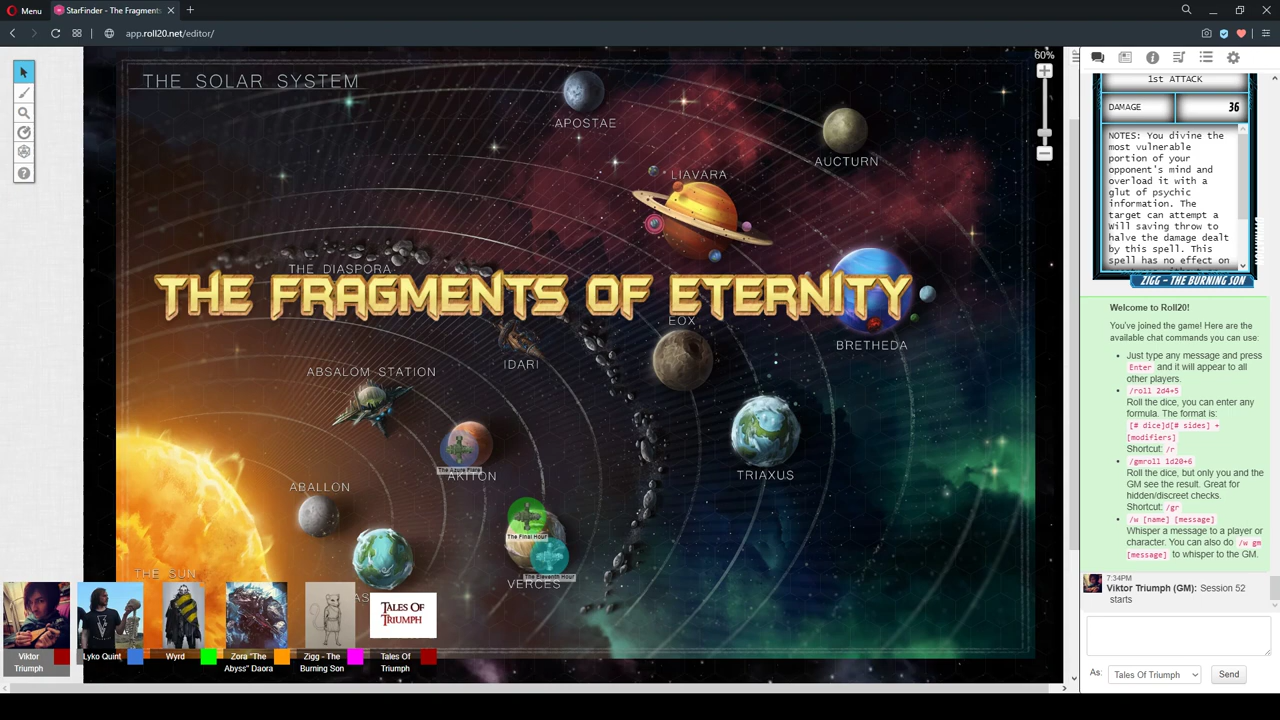 Menu
StarFinder - The Fragments
app.roll20.net/editor/
60%
THE SOLAR SYSTEM
APOSTAE
AUCTURN
LIAVARA
THE DIASPORA
THE FRAGMENTS OF ETERNITY
EOX
BRETHEDA
IDARI
ABSALOM STATION
TRIAXUS
The Azure Flare
AKITON
ABALLON
The Final Hour
The Eleventh Hour
VERCES
THE SUN
Viktor
Triumph
Lyko Quint
Wyrd
Zora "The
Abyss" Daora
Zigg - The
Burning Son
TALES OF
TRIUMPH
Tales Of
Triumph
1st ATTACK
DAMAGE 36
NOTES: You divine the
most vulnerable
portion of your
opponent's mind and
overload it with a
glut of psychic
information. The
target can attempt a
Will saving throw to
halve the damage dealt
by this spell. This
spell has no effect on
ZIGG - THE BURNING SON
Welcome to Roll20!
You've joined the game! Here are the
available chat commands you can use:
Just type any message and press
Enter and it will appear to all
other players.
/roll 2d4+5
Roll the dice, you can enter any
formula. The format is:
[# dice]d[# sides] +
[modifiers]
Shortcut: /r
/gmroll 1d20+6
Roll the dice, but only you and the
GM see the result. Great for
hidden/discreet checks.
Shortcut: /gr
/w [name] [message]
Whisper a message to a player or
character. You can also do /w gm
[message] to whisper to the GM.
7:34PM
Viktor Triumph (GM): Session 52
starts
As: Tales Of Triumph Send